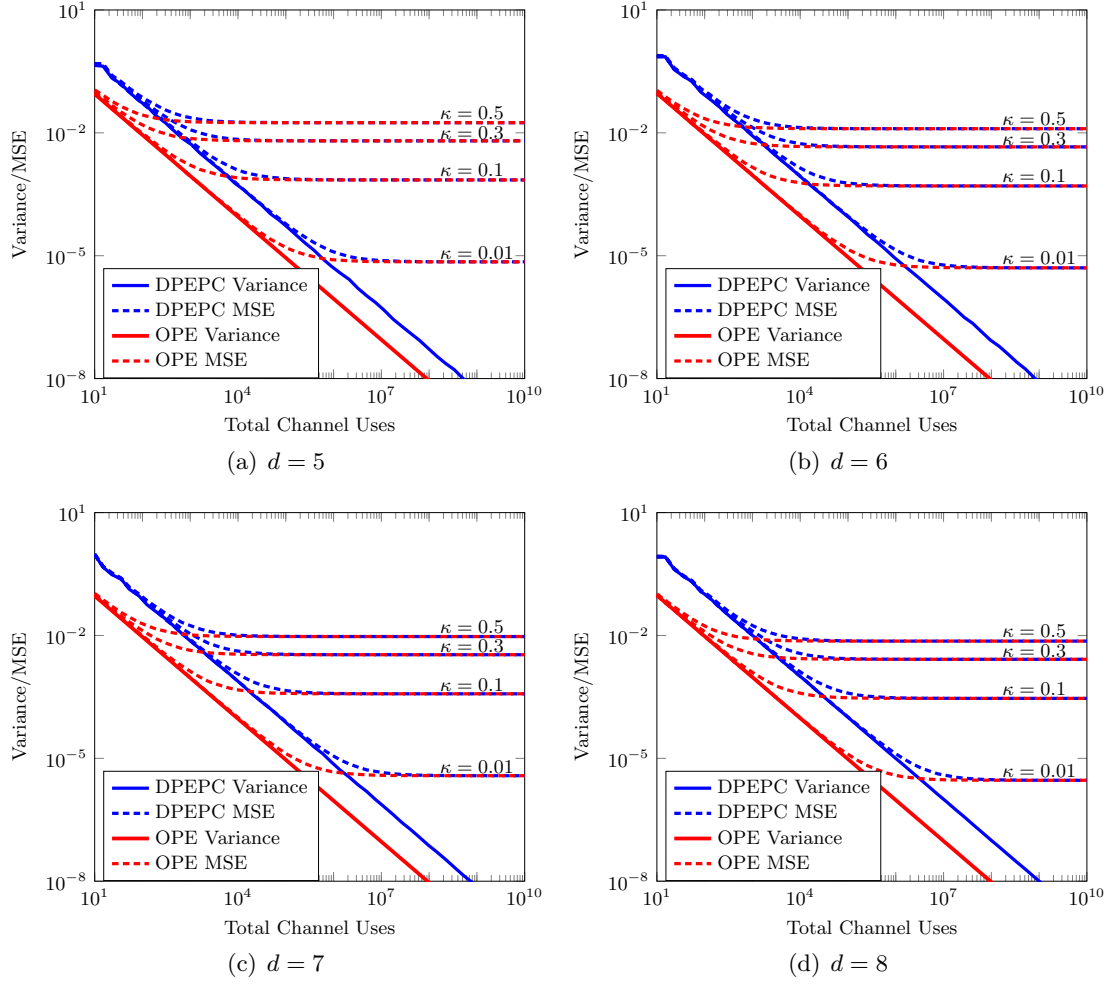 10^1
10^−2
10^−5
10^−8
Variance/MSE
κ = 0.5
κ = 0.3
κ = 0.1
κ = 0.01
DPEPC Variance
DPEPC MSE
OPE Variance
OPE MSE
10^1 10^4 10^7 10^10
Total Channel Uses
(a) d = 5
10^1
10^−2
10^−5
10^−8
Variance/MSE
κ = 0.5
κ = 0.3
κ = 0.1
κ = 0.01
DPEPC Variance
DPEPC MSE
OPE Variance
OPE MSE
10^1 10^4 10^7 10^10
Total Channel Uses
(b) d = 6
10^1
10^−2
10^−5
10^−8
Variance/MSE
κ = 0.5
κ = 0.3
κ = 0.1
κ = 0.01
DPEPC Variance
DPEPC MSE
OPE Variance
OPE MSE
10^1 10^4 10^7 10^10
Total Channel Uses
(c) d = 7
10^1
10^−2
10^−5
10^−8
Variance/MSE
κ = 0.5
κ = 0.3
κ = 0.1
κ = 0.01
DPEPC Variance
DPEPC MSE
OPE Variance
OPE MSE
10^1 10^4 10^7 10^10
Total Channel Uses
(d) d = 8